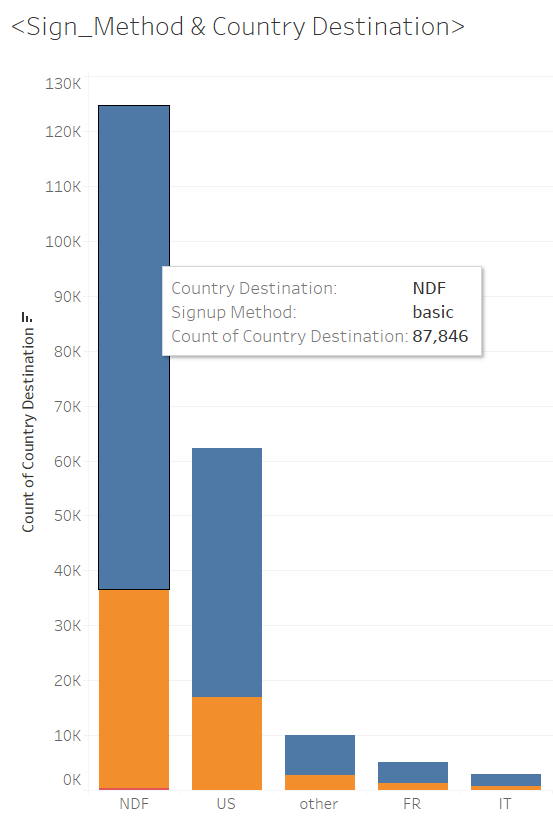 <Sign_Method & Country Destination>
130K
120K
110K
100K
90K
80K
70K
60K
50K
40K
30K
20K
10K
0K
Count of Country Destination
Country Destination: NDF
Signup Method: basic
Count of Country Destination: 87,846
NDF US other FR IT